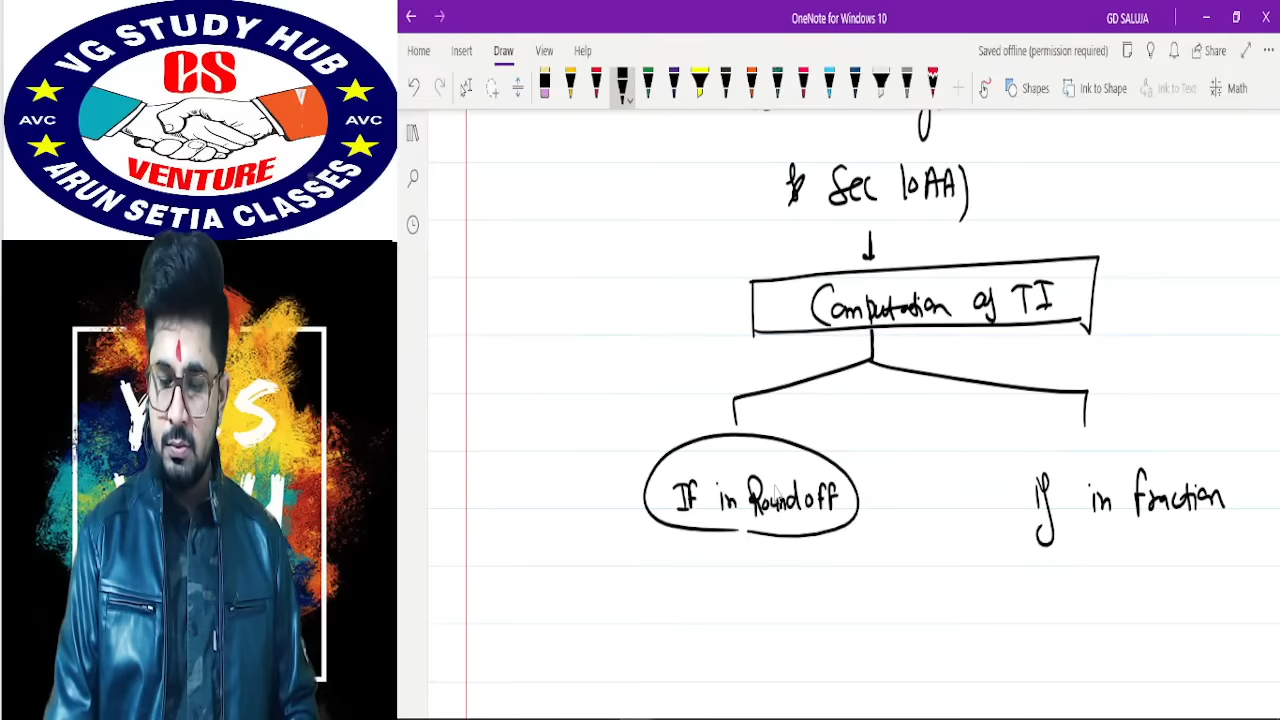 VG STUDY HUB
CS
AVC
AVC
VENTURE
ARUN SETIA CLASSES
OneNote for Windows 10
GD SALUJA
Home
Insert
Draw
View
Help
Saved offline (permission required)
Share
Shapes
Ink to Shape
Ink to Text
Math
& Sec 10AA)
Computation of TI
If in Roundoff
if in fraction